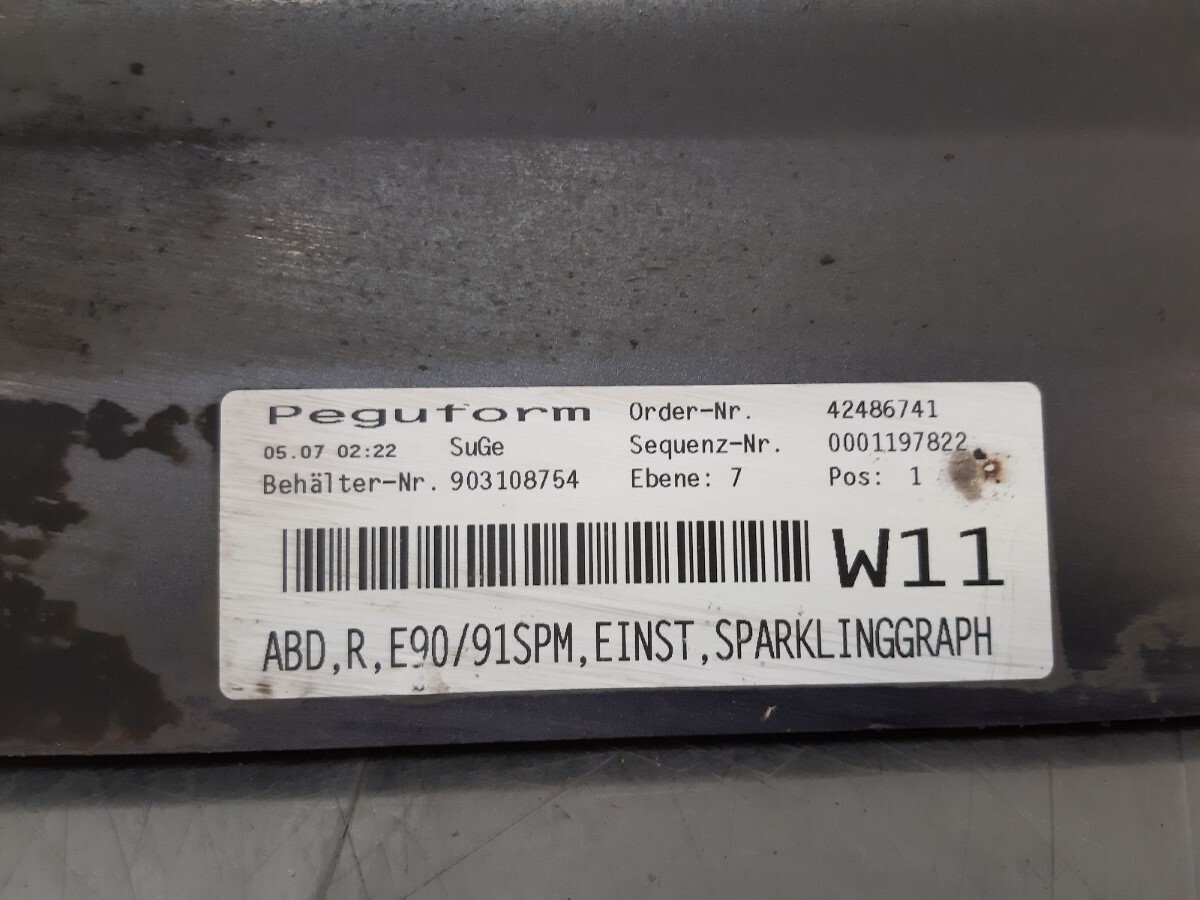 Peguform Order-Nr. 42486741
05.07 02:22 SuGe Sequenz-Nr. 0001197822
Behälter-Nr. 903108754 Ebene: 7 Pos: 1
W11
ABD,R,E90/91SPM,EINST,SPARKLINGGRAPH